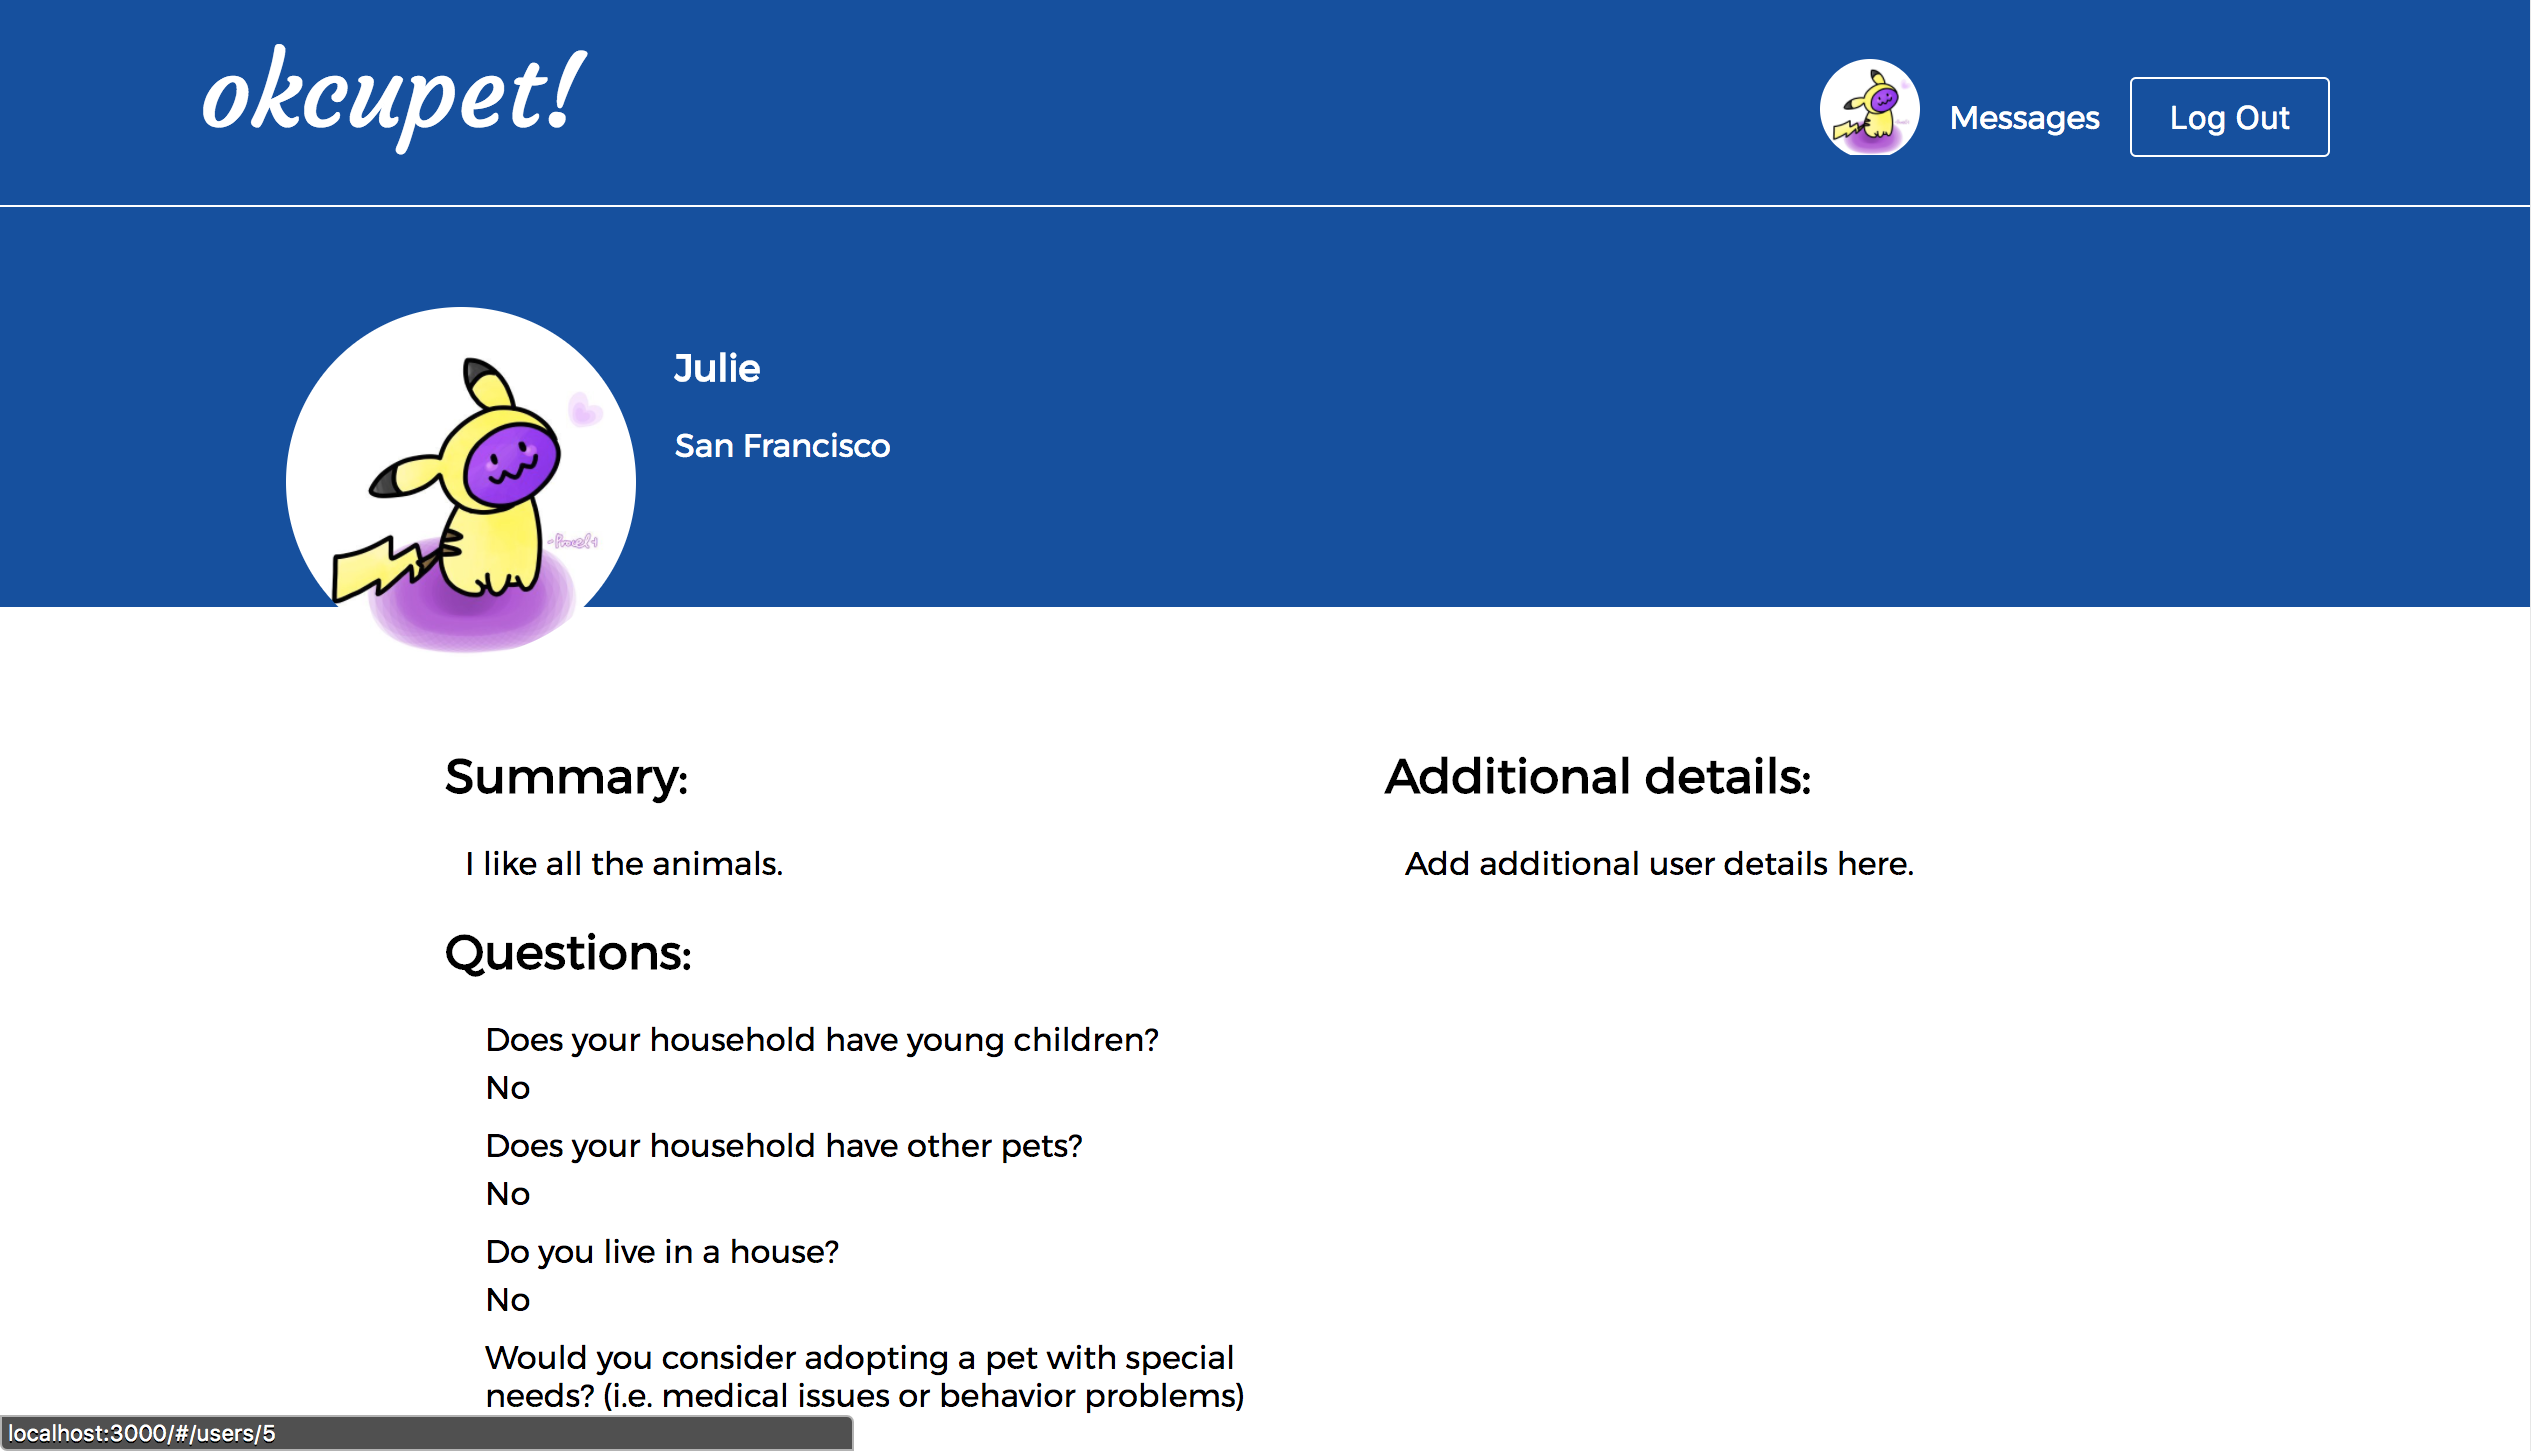 okcupet!
Messages
Log Out
Julie
San Francisco
Summary:
I like all the animals.
Questions:
Does your household have young children?
No
Does your household have other pets?
No
Do you live in a house?
No
Would you consider adopting a pet with special
needs? (i.e. medical issues or behavior problems)
Additional details:
Add additional user details here.
localhost:3000/#/users/5